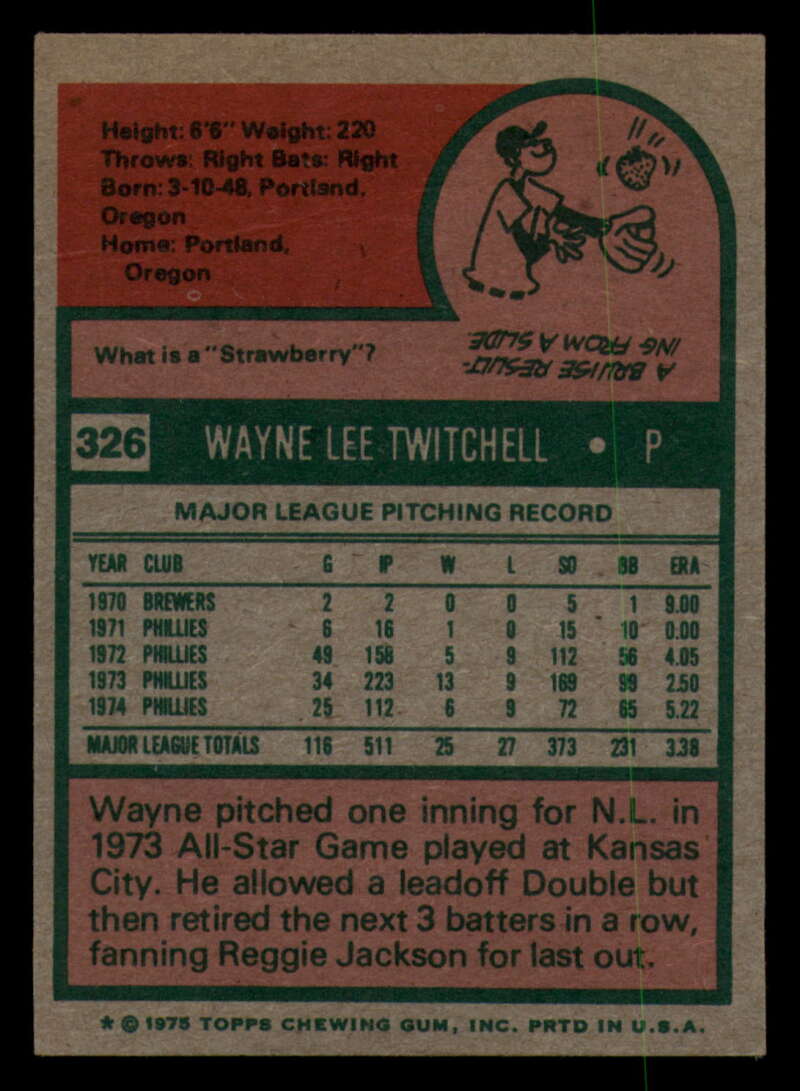 Height: 6'6" Weight: 220
Throws: Right Bats: Right
Born: 3-10-48, Portland,
Oregon
Home: Portland,
Oregon
What is a "Strawberry"?
A BRUISE RESULT-
ING FROM A SLIDE
326 WAYNE LEE TWITCHELL • P
MAJOR LEAGUE PITCHING RECORD
YEAR CLUB G IP W L SO BB ERA
1970 BREWERS 2 2 0 0 5 1 9.00
1971 PHILLIES 6 16 1 0 15 10 0.00
1972 PHILLIES 49 158 5 9 112 56 4.05
1973 PHILLIES 34 223 13 9 169 99 2.50
1974 PHILLIES 25 112 6 9 72 65 5.22
MAJOR LEAGUE TOTALS 116 511 25 27 373 231 3.38
Wayne pitched one inning for N.L. in
1973 All-Star Game played at Kansas
City. He allowed a leadoff Double but
then retired the next 3 batters in a row,
fanning Reggie Jackson for last out.
* © 1975 TOPPS CHEWING GUM, INC. PRTD IN U.S.A.